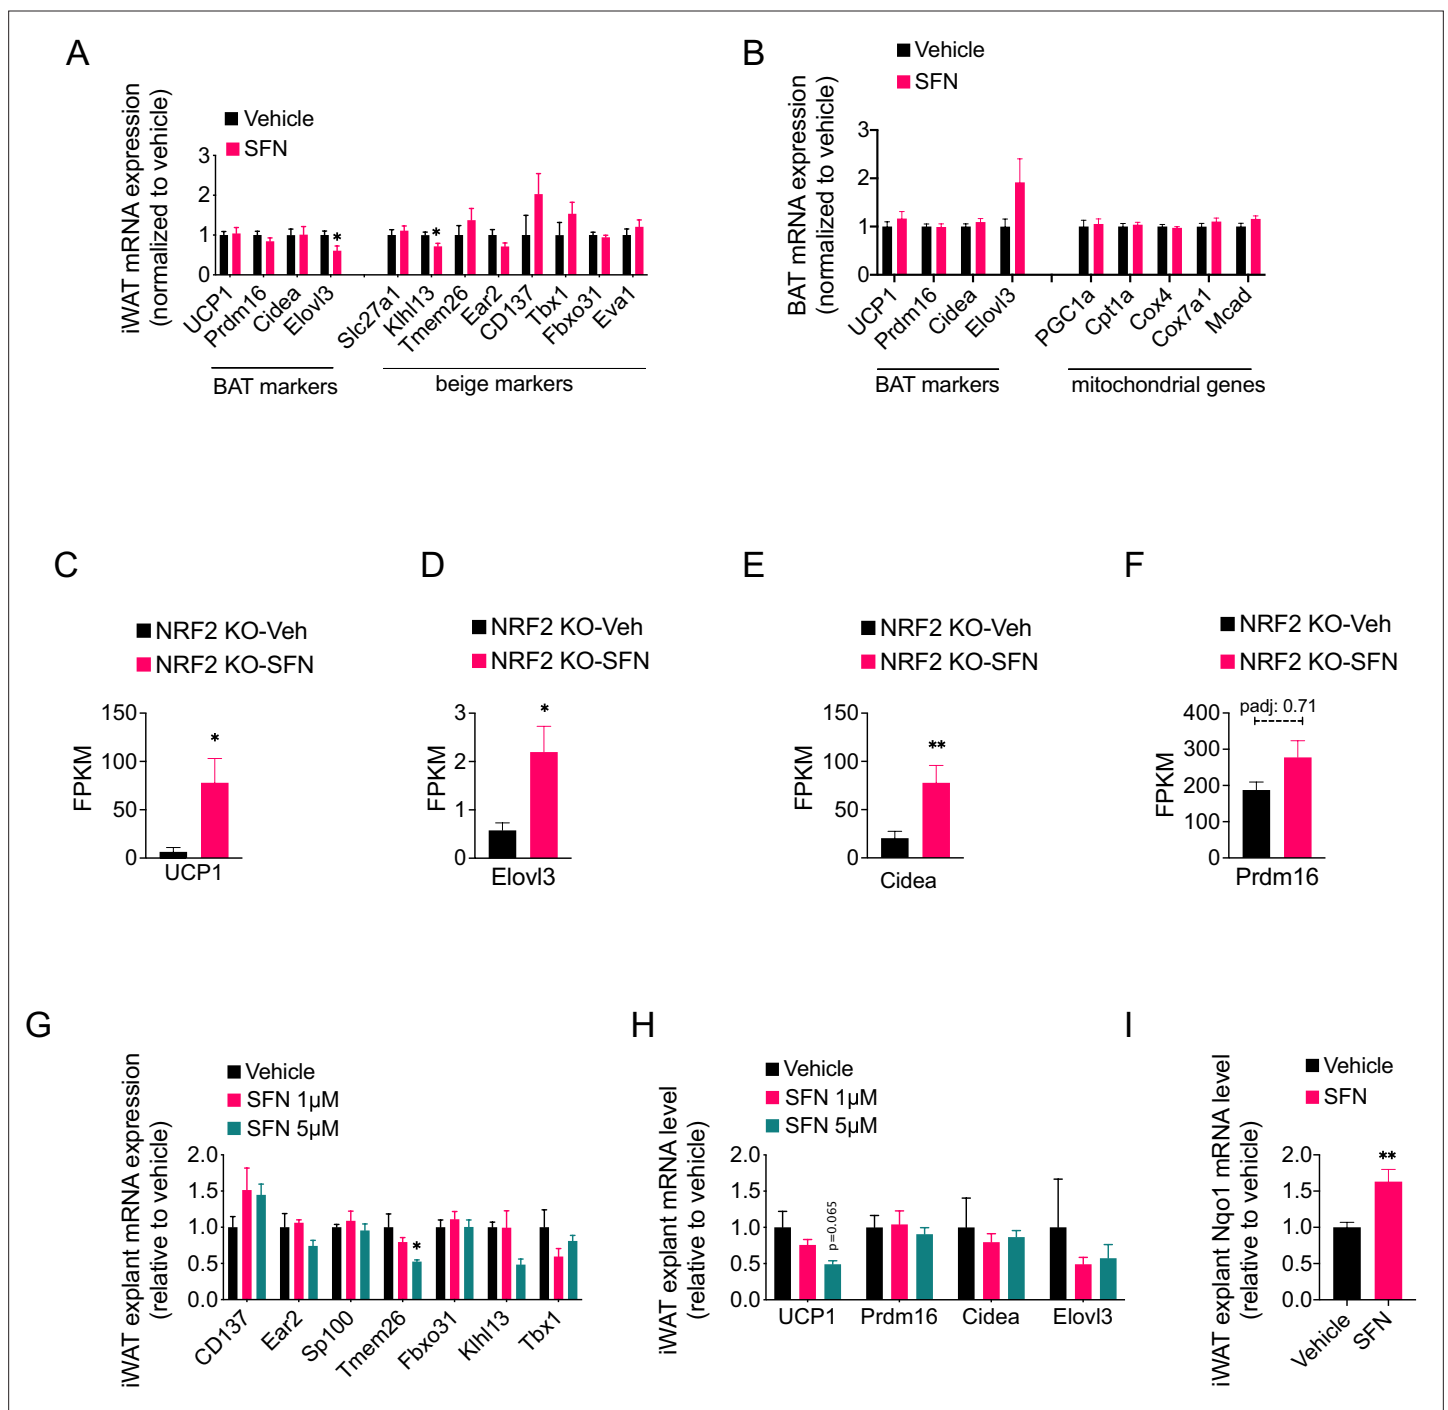 A
iWAT mRNA expression
(normalized to vehicle)
Vehicle
SFN
3
2
1
0
*
*
UCP1
Prdm16
Cidea
Elovl3
Slc27a1
Klhl13
Tmem26
Ear2
CD137
Tbx1
Fbxo31
Eva1
BAT markers
beige markers
B
BAT mRNA expression
(normalized to vehicle)
Vehicle
SFN
3
2
1
0
UCP1
Prdm16
Cidea
Elovl3
PGC1a
Cpt1a
Cox4
Cox7a1
Mcad
BAT markers
mitochondrial genes
C
NRF2 KO-Veh
NRF2 KO-SFN
FPKM
150
100
50
0
*
UCP1
D
NRF2 KO-Veh
NRF2 KO-SFN
FPKM
3
2
1
0
*
Elovl3
E
NRF2 KO-Veh
NRF2 KO-SFN
FPKM
150
100
50
0
**
Cidea
F
NRF2 KO-Veh
NRF2 KO-SFN
FPKM
400
300
200
100
0
padj: 0.71
Prdm16
G
iWAT explant mRNA expression
(relative to vehicle)
Vehicle
SFN 1µM
SFN 5µM
2.0
1.5
1.0
0.5
0.0
*
CD137
Ear2
Sp100
Tmem26
Fbxo31
Klhl13
Tbx1
H
iWAT explant mRNA level
(relative to vehicle)
Vehicle
SFN 1µM
SFN 5µM
2.0
1.5
1.0
0.5
0.0
p=0.065
UCP1
Prdm16
Cidea
Elovl3
I
iWAT explant Nqo1 mRNA level
(relative to vehicle)
Vehicle
SFN
2.0
1.5
1.0
0.5
0.0
**
Vehicle
SFN